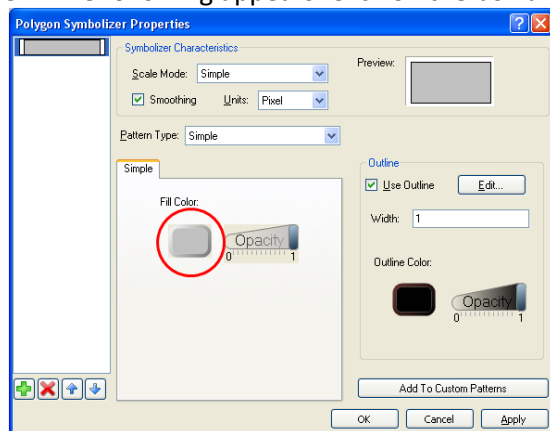 Polygon Symbolizer Properties
Symbolizer Characteristics
Scale Mode: Simple
Preview:
Smoothing Units: Pixel
Pattern Type: Simple
Simple
Outline
Use Outline Edit...
Fill Color:
Width: 1
Opacity
0 1
Outline Color:
Opacity
0 1
Add To Custom Patterns
OK Cancel Apply